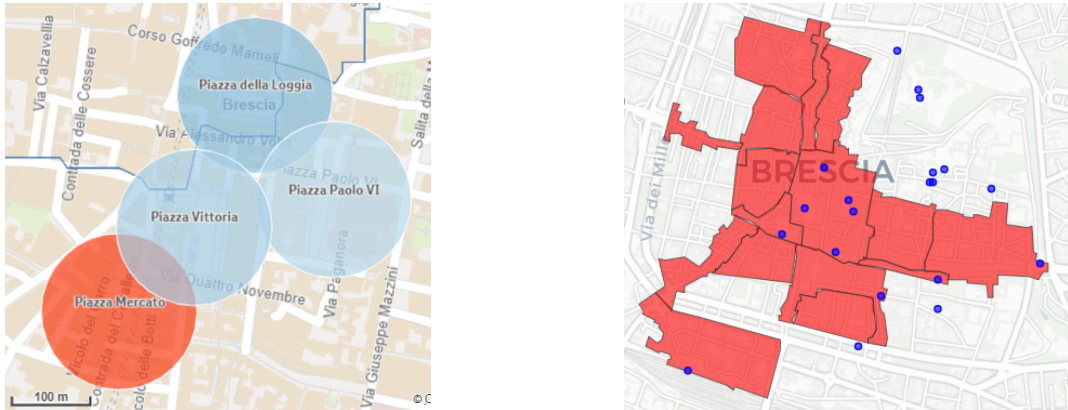 Via Calzavellia
Contrada delle Cossere
Corso Goffredo Mameli
Piazza della Loggia
Brescia
Via Alessandro Volta
Piazza Paolo VI
Piazza Paolo VI
Piazza Vittoria
Via Quattro Novembre
Via Paganora
Via Giuseppe Mazzini
Salita della M
Piazza Mercato
Contrada del C
100 m
©
BRESCIA
Via dei Mille